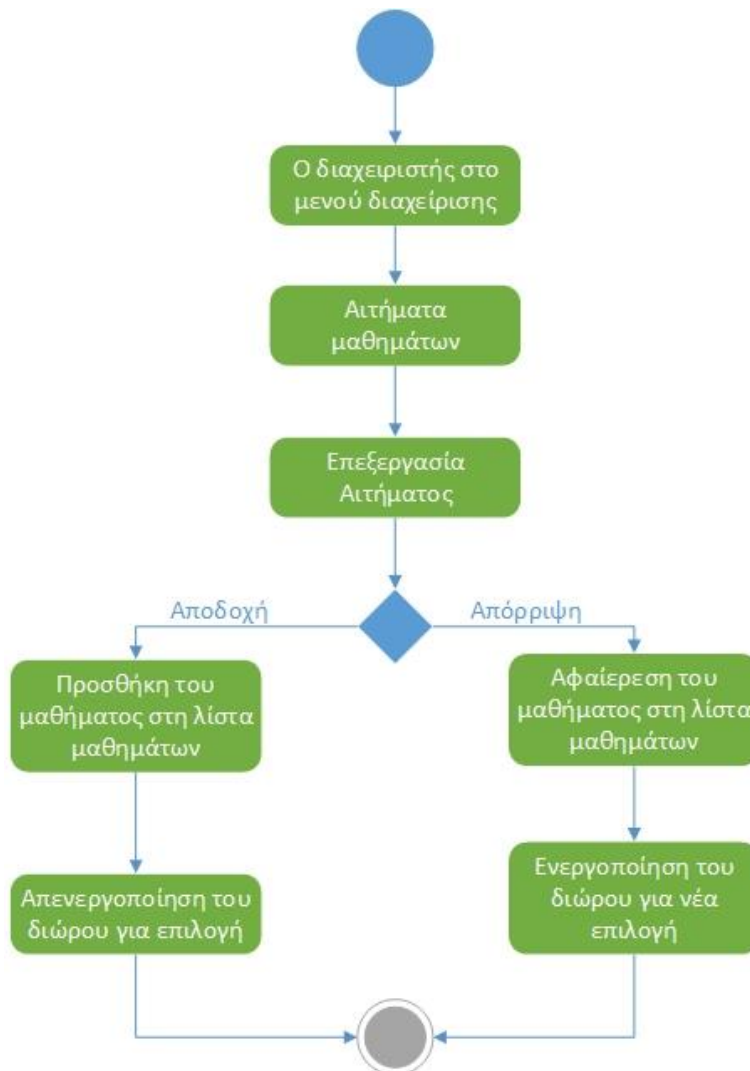 Ο διαχειριστής στο
μενού διαχείρισης
Αιτήματα
μαθημάτων
Επεξεργασία
Αιτήματος
Αποδοχή
Απόρριψη
Προσθήκη του
μαθήματος στη λίστα
μαθημάτων
Αφαίερεση του
μαθήματος στη λίστα
μαθημάτων
Απενεργοποίηση του
διώρου για επιλογή
Ενεργοποίηση του
διώρου για νέα
επιλογή